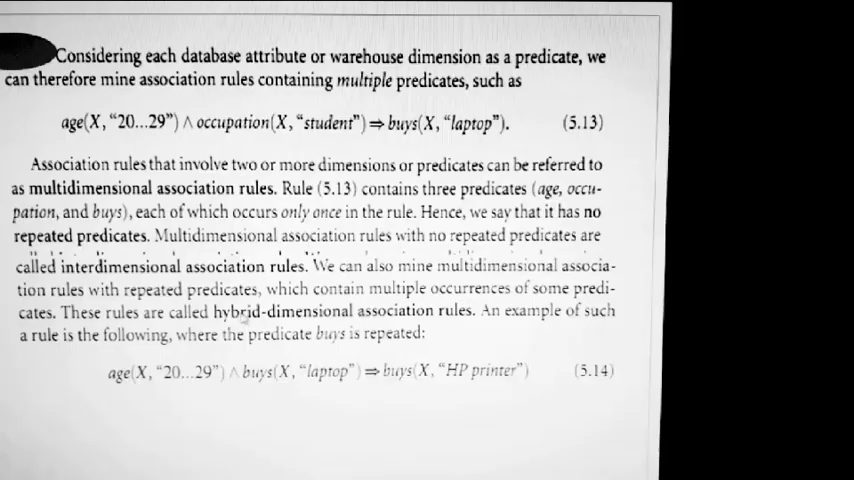 Considering each database attribute or warehouse dimension as a predicate, we
can therefore mine association rules containing multiple predicates, such as
age(X, “20...29”) ∧ occupation(X, “student”) ⇒ buys(X, “laptop”). (5.13)
Association rules that involve two or more dimensions or predicates can be referred to
as multidimensional association rules. Rule (5.13) contains three predicates (age, occu-
pation, and buys), each of which occurs only once in the rule. Hence, we say that it has no
repeated predicates. Multidimensional association rules with no repeated predicates are
called interdimensional association rules. We can also mine multidimensional associa-
tion rules with repeated predicates, which contain multiple occurrences of some predi-
cates. These rules are called hybrid-dimensional association rules. An example of such
a rule is the following, where the predicate buys is repeated:
age(X, “20...29”) ∧ buys(X, “laptop”) ⇒ buys(X, “HP printer”) (5.14)